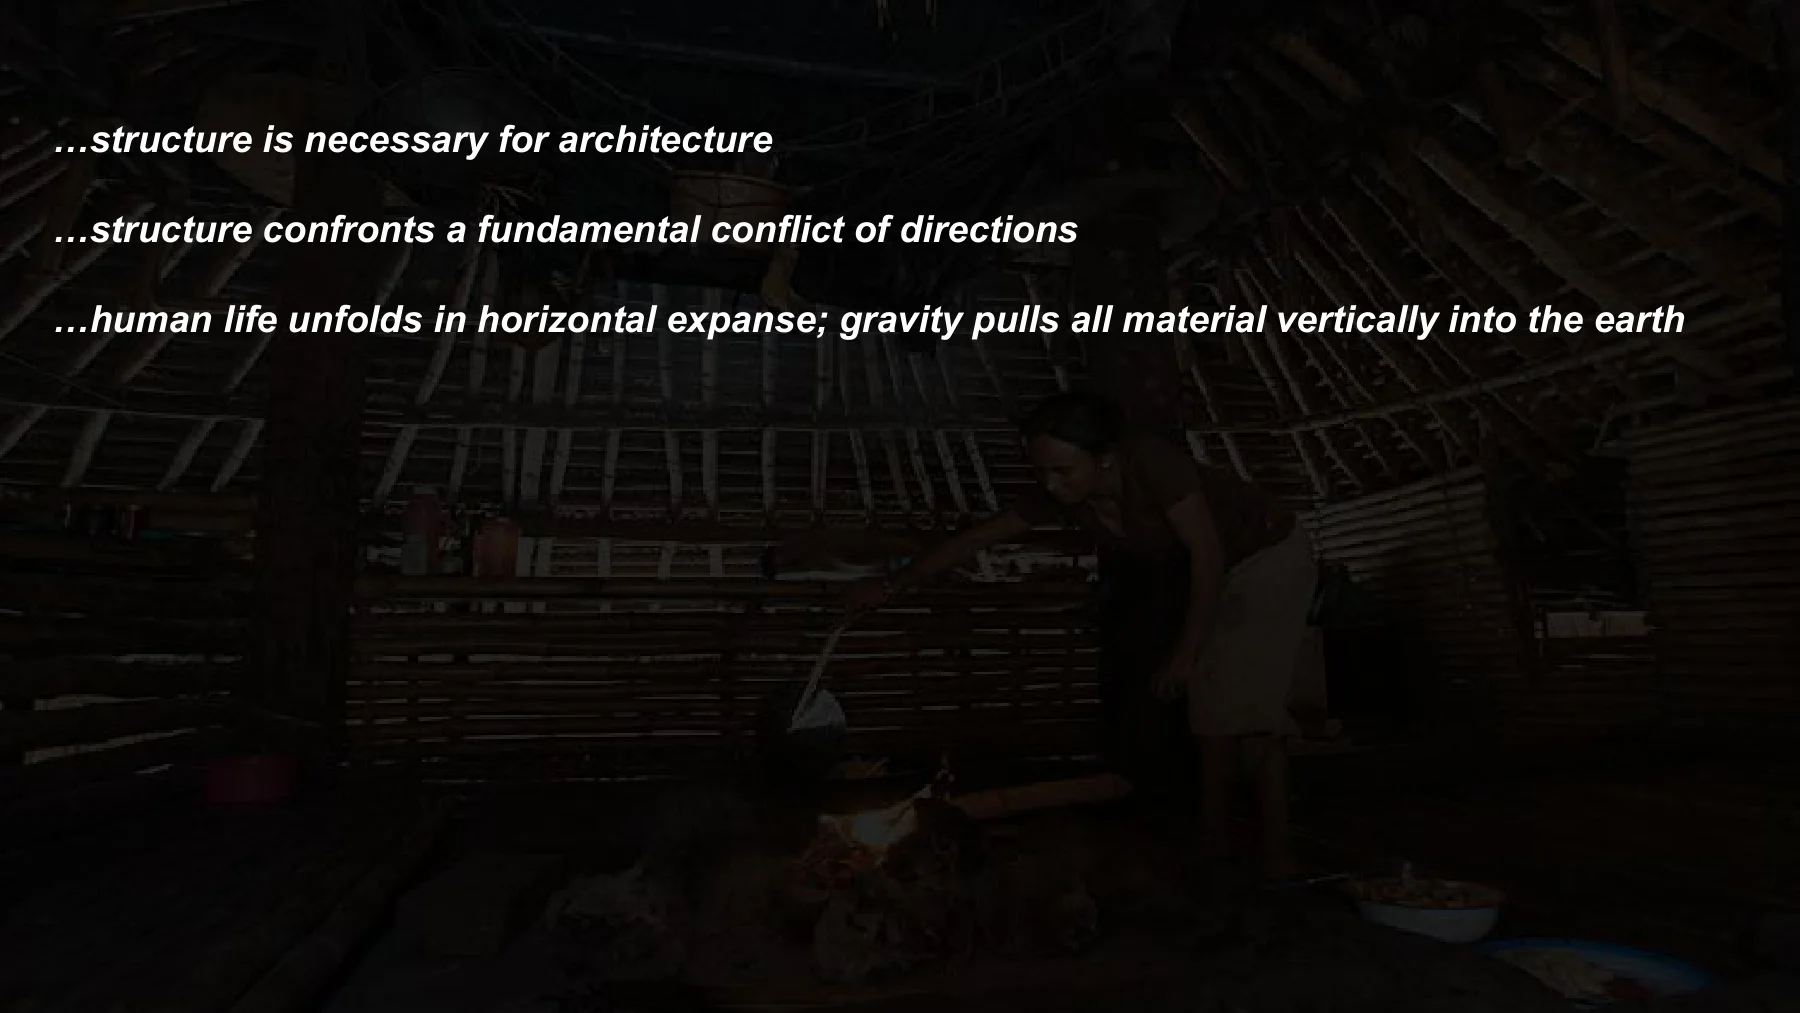 …structure is necessary for architecture
…structure confronts a fundamental conflict of directions
…human life unfolds in horizontal expanse; gravity pulls all material vertically into the earth